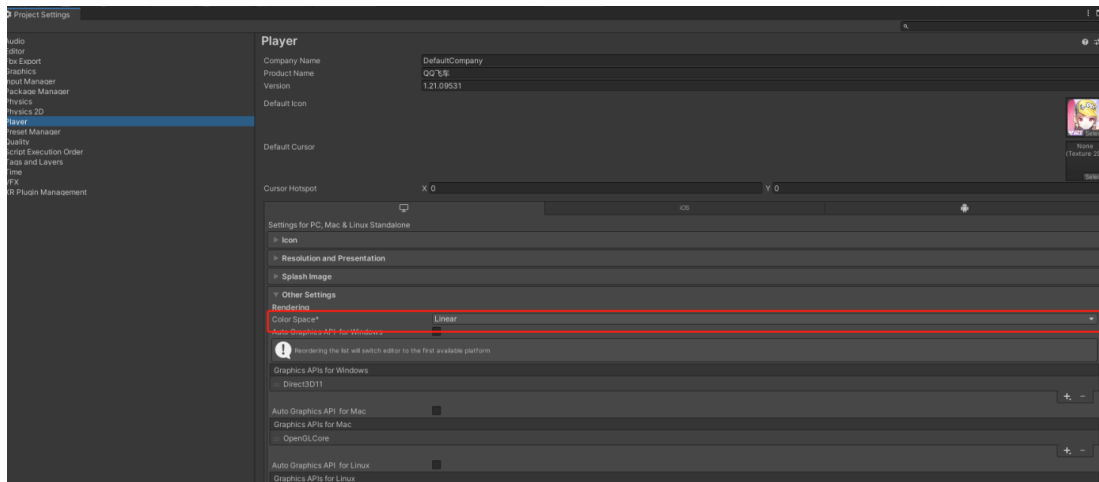 Project Settings
Audio
Editor
Fbx Export
Graphics
Input Manager
Package Manager
Physics
Physics 2D
Player
Preset Manager
Quality
Script Execution Order
Tags and Layers
Time
VFX
XR Plugin Management
Player
Company Name DefaultCompany
Product Name QQ飞车
Version 1.21.09531
Default Icon
Default Cursor
None
(Texture 2D
Cursor Hotspot X 0 Y 0
iOS
Settings for PC, Mac & Linux Standalone
Icon
Resolution and Presentation
Splash Image
Other Settings
Rendering
Color Space* Linear
Auto Graphics API for Windows
Reordering the list will switch editor to the first available platform
Graphics APIs for Windows
Direct3D11
Auto Graphics API for Mac
Graphics APIs for Mac
OpenGLCore
Auto Graphics API for Linux
Graphics APIs for Linux